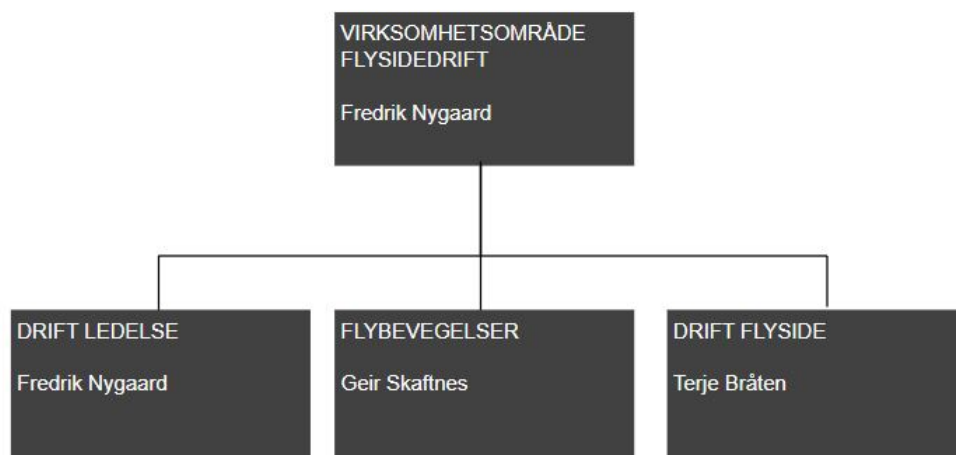 VIRKSOMHETSOMRÅDE
FLYSIDEDRIFT
Fredrik Nygaard
DRIFT LEDELSE
Fredrik Nygaard
FLYBEVEGELSER
Geir Skaftnes
DRIFT FLYSIDE
Terje Bråten